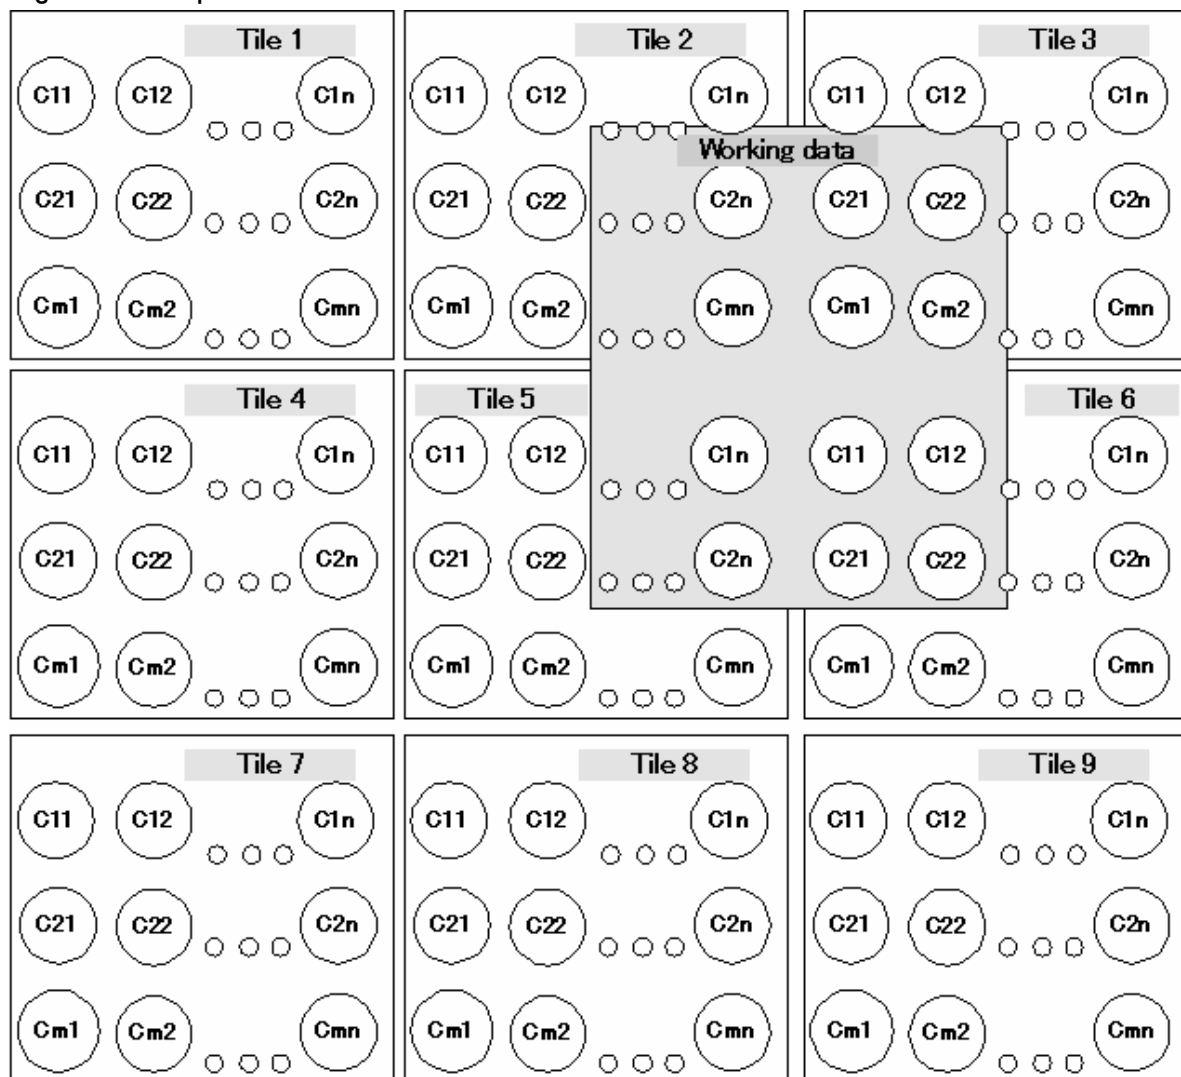 Tile 1 Tile 2 Tile 3
C11 C12 C1n C11 C12 C1n C11 C12 C1n
Working data
C21 C22 C2n C21 C22 C2n C21 C22 C2n
Cm1 Cm2 Cmn Cm1 Cm2 Cmn Cm1 Cm2 Cmn
Tile 4 Tile 5 Tile 6
C11 C12 C1n C11 C12 C1n C11 C12 C1n
C21 C22 C2n C21 C22 C2n C21 C22 C2n
Cm1 Cm2 Cmn Cm1 Cm2 Cmn Cm1 Cm2 Cmn
Tile 7 Tile 8 Tile 9
C11 C12 C1n C11 C12 C1n C11 C12 C1n
C21 C22 C2n C21 C22 C2n C21 C22 C2n
Cm1 Cm2 Cmn Cm1 Cm2 Cmn Cm1 Cm2 Cmn